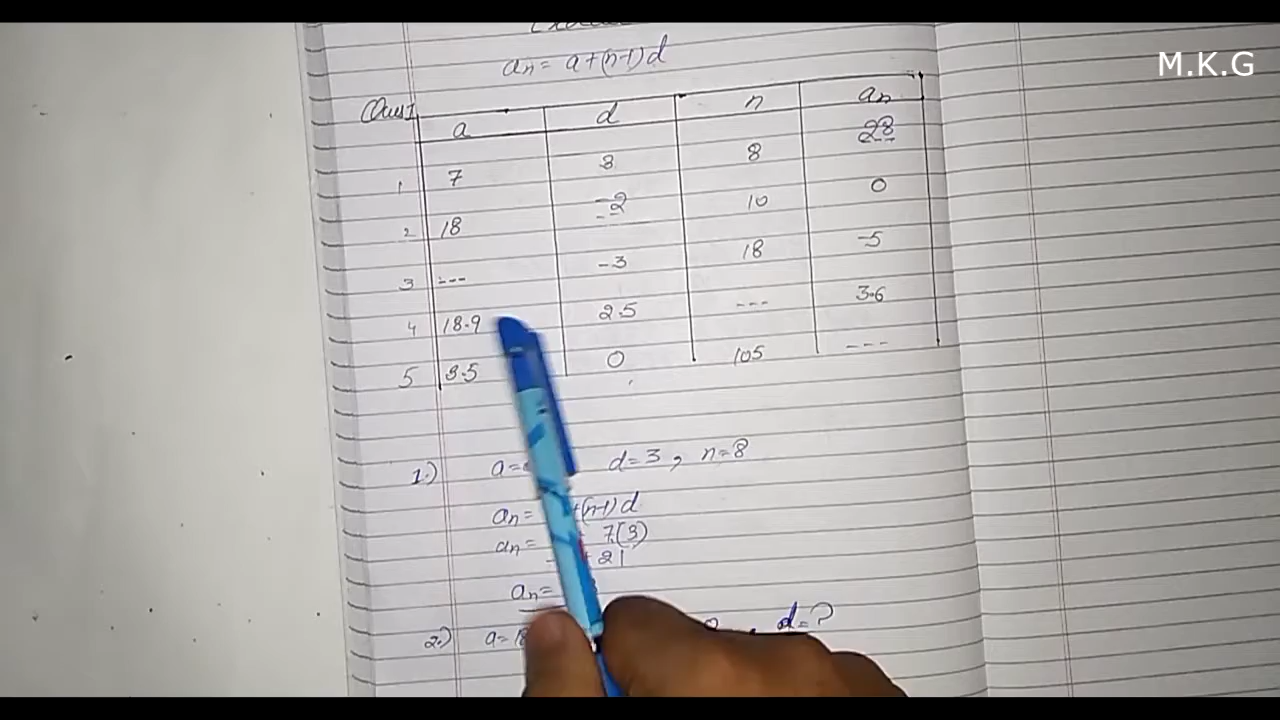 M.K.G
an = a+(n-1)d
Ques1
a d n an
1 7 3 8 28
2 18 -2 10 0
3 --- -3 18 -5
4 18.9 2.5 --- 3.6
5 3.5 0 105 ---
1.) a= d=3, n=8
an = +(n-1)d
an = 7(3)
+ 21
an =
2.) a=18 d=?